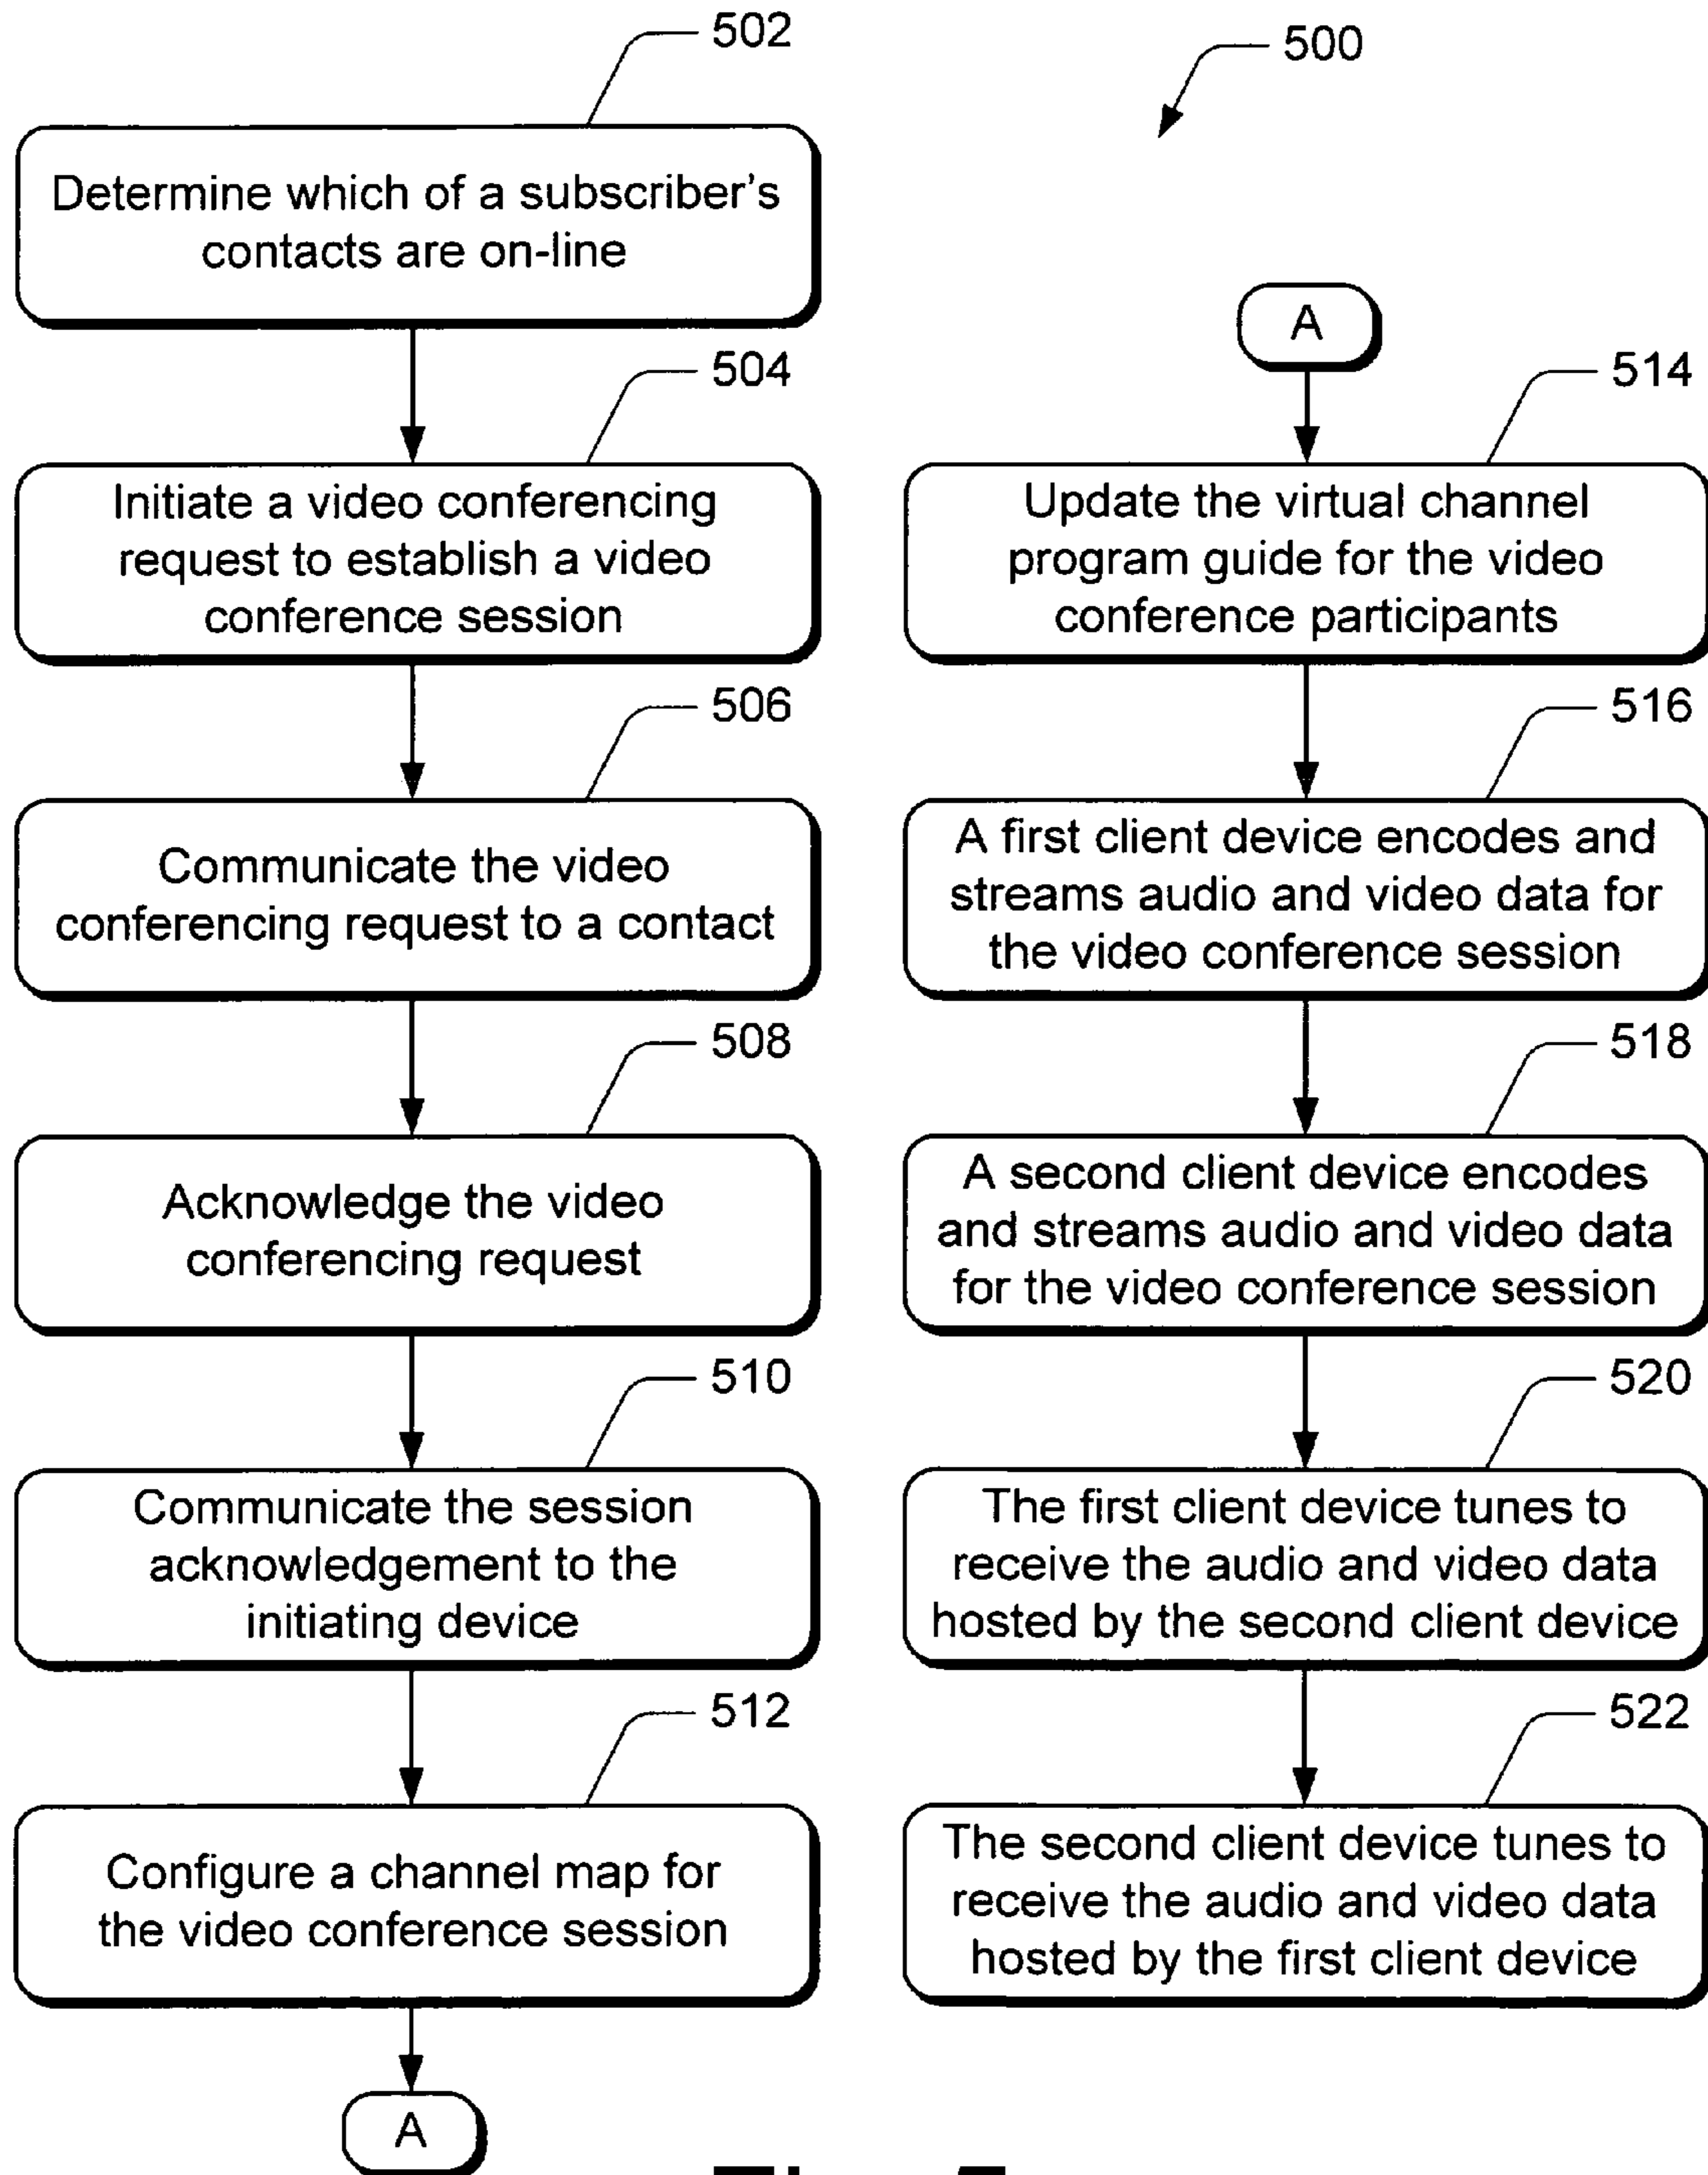 502
Determine which of a subscriber's
contacts are on-line
504
Initiate a video conferencing
request to establish a video
conference session
506
Communicate the video
conferencing request to a contact
508
Acknowledge the video
conferencing request
510
Communicate the session
acknowledgement to the
initiating device
512
Configure a channel map for
the video conference session
A
500
A
514
Update the virtual channel
program guide for the video
conference participants
516
A first client device encodes and
streams audio and video data for
the video conference session
518
A second client device encodes
and streams audio and video data
for the video conference session
520
The first client device tunes to
receive the audio and video data
hosted by the second client device
522
The second client device tunes to
receive the audio and video data
hosted by the first client device